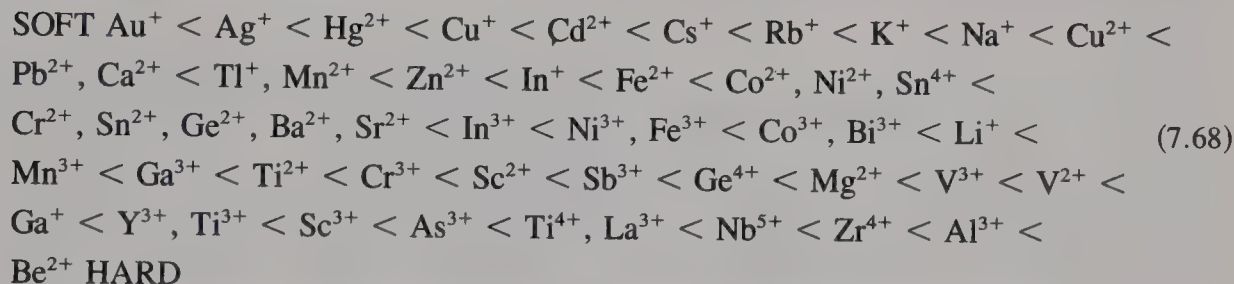 SOFT Au⁺ < Ag⁺ < Hg²⁺ < Cu⁺ < Cd²⁺ < Cs⁺ < Rb⁺ < K⁺ < Na⁺ < Cu²⁺ <
Pb²⁺, Ca²⁺ < Tl⁺, Mn²⁺ < Zn²⁺ < In⁺ < Fe²⁺ < Co²⁺, Ni²⁺, Sn⁴⁺ <
Cr²⁺, Sn²⁺, Ge²⁺, Ba²⁺, Sr²⁺ < In³⁺ < Ni³⁺, Fe³⁺ < Co³⁺, Bi³⁺ < Li⁺ < (7.68)
Mn³⁺ < Ga³⁺ < Ti²⁺ < Cr³⁺ < Sc²⁺ < Sb³⁺ < Ge⁴⁺ < Mg²⁺ < V³⁺ < V²⁺ <
Ga⁺ < Y³⁺, Ti³⁺ < Sc³⁺ < As³⁺ < Ti⁴⁺, La³⁺ < Nb⁵⁺ < Zr⁴⁺ < Al³⁺ <
Be²⁺ HARD